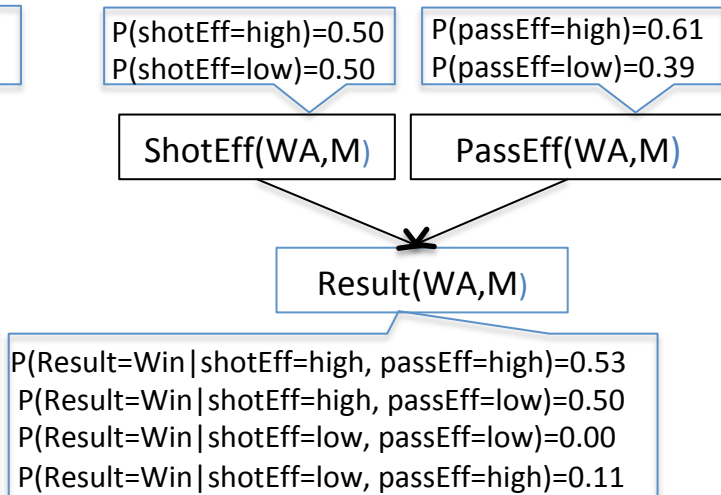 P(shotEff=high)=0.50
P(shotEff=low)=0.50
P(passEff=high)=0.61
P(passEff=low)=0.39
ShotEff(WA,M)
PassEff(WA,M)
Result(WA,M)
P(Result=Win|shotEff=high, passEff=high)=0.53
P(Result=Win|shotEff=high, passEff=low)=0.50
P(Result=Win|shotEff=low, passEff=low)=0.00
P(Result=Win|shotEff=low, passEff=high)=0.11